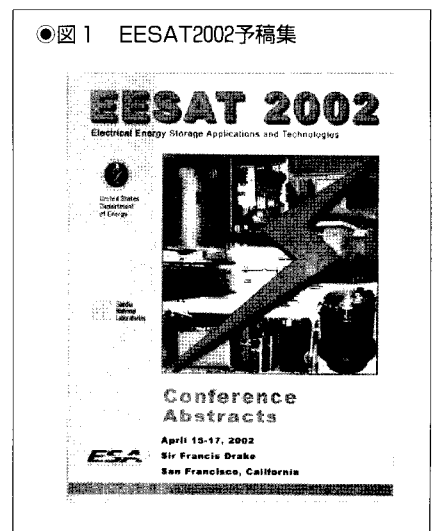 ◉図1 EESAT2002予稿集
EESAT 2002
Electrical Energy Storage Applications and Technologies
United States
Department
of Energy
Sandia
National
Laboratories
Conference
Abstracts
April 15-17, 2002
ESA
Sir Francis Drake
San Francisco, California